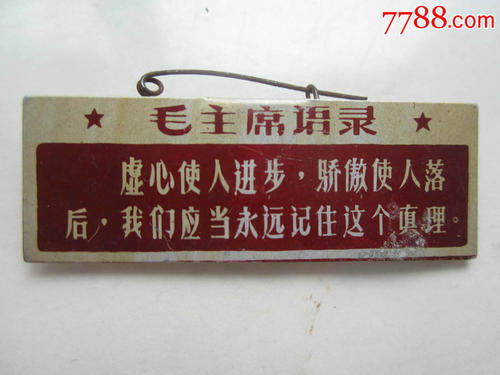 7788.com
★ 毛主席语录 ★
虚心使人进步，骄傲使人落
后，我们应当永远记住这个真理。